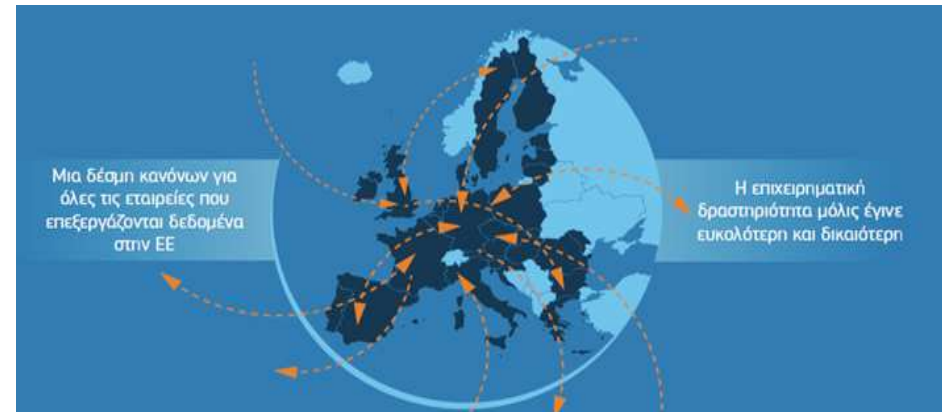 Μια δέσμη κανόνων για
όλες τις εταιρείες που
επεξεργάζονται δεδομένα
στην ΕΕ
Η επιχειρηματική
δραστηριότητα μόλις έγινε
ευκολότερη και δικαιότερη